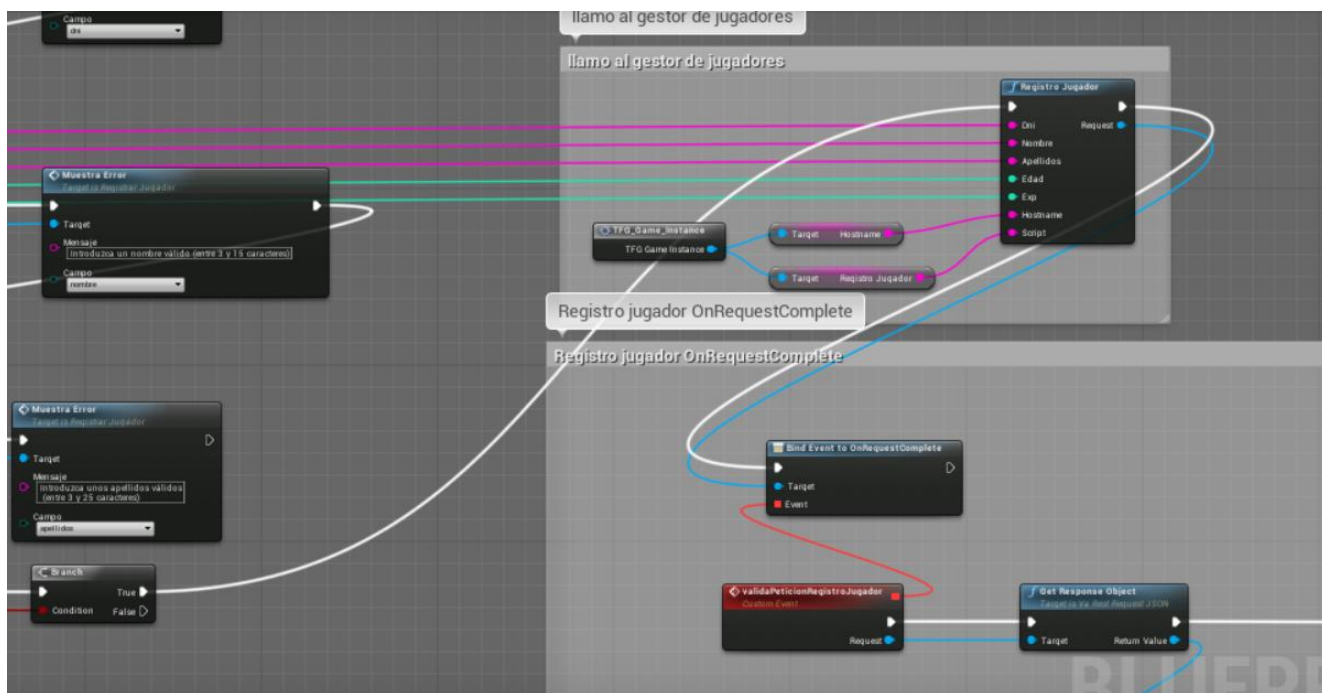 Campo
dni
llamo al gestor de jugadores
llamo al gestor de jugadores
Registro Jugador
Dni
Request
Nombre
Apellidos
Edad
Exp
Hostname
Script
Muestra Error
Target is Registrar Jugador
Target
Mensaje
Introduzca un nombre válido (entre 3 y 15 caracteres)
Campo
nombre
TFG_Game_Instance
TFG Game Instance
Target Hostname
Target Registro Jugador
Registro jugador OnRequestComplete
Registro jugador OnRequestComplete
Muestra Error
Target is Registrar Jugador
Target
Mensaje
Introduzca unos apellidos válidos
(entre 3 y 25 caracteres)
Campo
apellidos
Bind Event to OnRequestComplete
Target
Event
Branch
True
Condition False
validaPeticionRegistroJugador
Custom Event
Request
Get Response Object
Target is Va Rest Request JSON
Target Return Value
BLUEPR